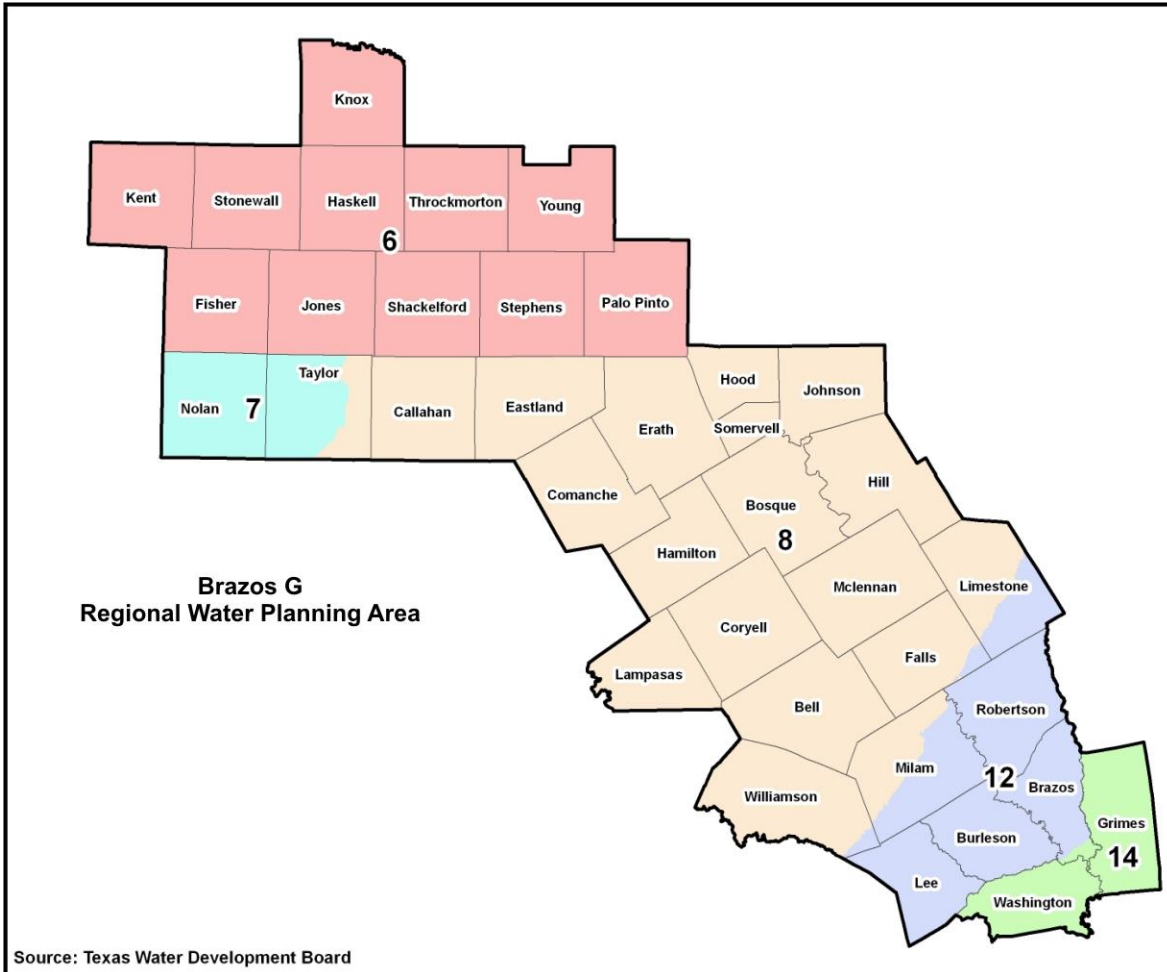 Knox
Kent
Stonewall
Haskell
Throckmorton
Young
6
Fisher
Jones
Shackelford
Stephens
Palo Pinto
Nolan
7
Taylor
Callahan
Eastland
Erath
Hood
Johnson
Somervell
Comanche
Bosque
Hill
8
Hamilton
Mclennan
Limestone
Brazos G
Regional Water Planning Area
Coryell
Falls
Lampasas
Bell
Robertson
Milam
12
Brazos
Williamson
Grimes
14
Burleson
Lee
Washington
Source: Texas Water Development Board